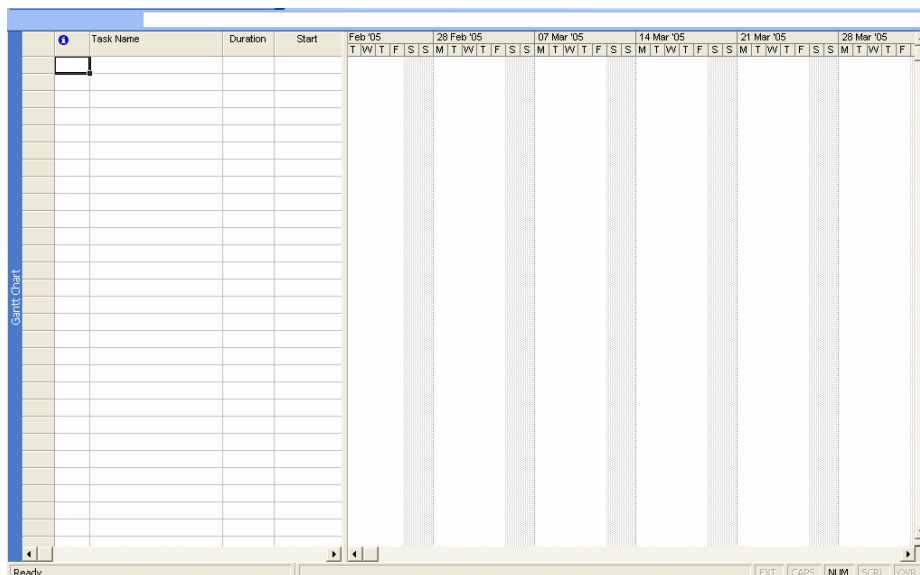 Task Name Duration Start Feb '05 28 Feb '05 07 Mar '05 14 Mar '05 21 Mar '05 28 Mar '05
T W T F S S M T W T F S S M T W T F S S M T W T F S S M T W T F S S M T W T F
Gantt Chart
Ready EXT CAPS NUM SCRL OVR